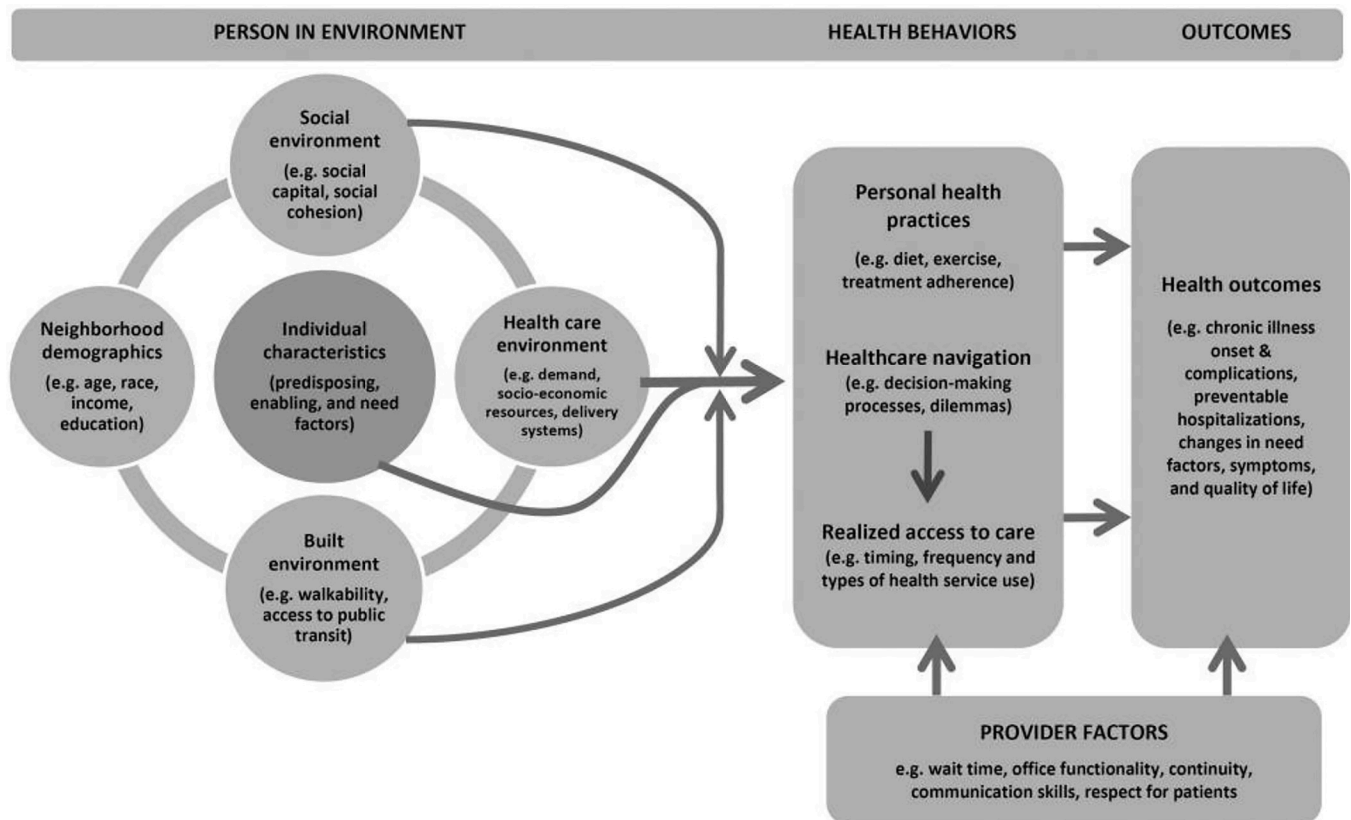 PERSON IN ENVIRONMENT
HEALTH BEHAVIORS
OUTCOMES
Social
environment
(e.g. social
capital, social
cohesion)
Neighborhood
demographics
(e.g. age, race,
income,
education)
Individual
characteristics
(predisposing,
enabling, and need
factors)
Health care
environment
(e.g. demand,
socio-economic
resources, delivery
systems)
Built
environment
(e.g. walkability,
access to public
transit)
Personal health
practices
(e.g. diet, exercise,
treatment adherence)
Healthcare navigation
(e.g. decision-making
processes, dilemmas)
Realized access to care
(e.g. timing, frequency and
types of health service use)
Health outcomes
(e.g. chronic illness
onset &
complications,
preventable
hospitalizations,
changes in need
factors, symptoms,
and quality of life)
PROVIDER FACTORS
e.g. wait time, office functionality, continuity,
communication skills, respect for patients